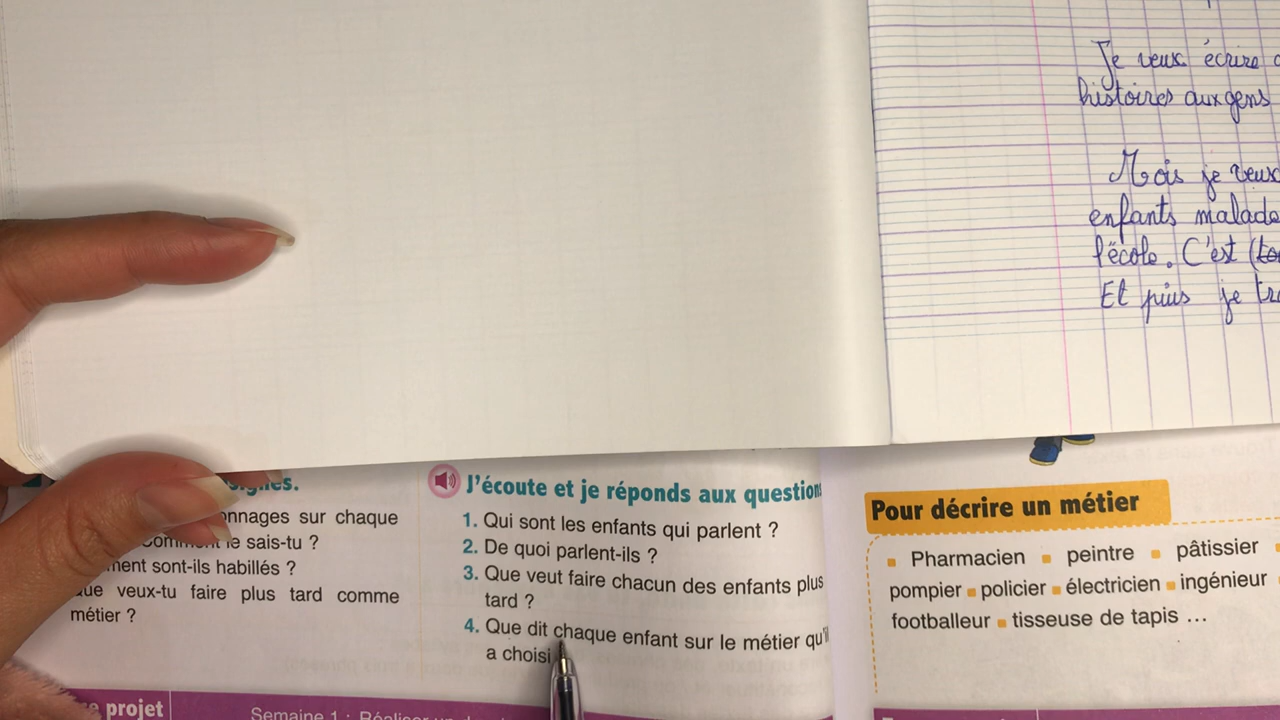 Je veux écrire
histoires aux gens
Mois je veux
enfants malade
l'école. C'est
Et puis je
J'écoute et je réponds aux question
1. Qui sont les enfants qui parlent ?
2. De quoi parlent-ils ?
3. Que veut faire chacun des enfants plus
tard ?
4. Que dit chaque enfant sur le métier qu'il
a choisi
onnages sur chaque
le sais-tu ?
ment sont-ils habillés ?
que veux-tu faire plus tard comme
métier ?
Pour décrire un métier
▪ Pharmacien ▪ peintre ▪ pâtissier ▪
pompier ▪ policier ▪ électricien ▪ ingénieur
footballeur ▪ tisseuse de tapis ...
projet
Semaine 1 :